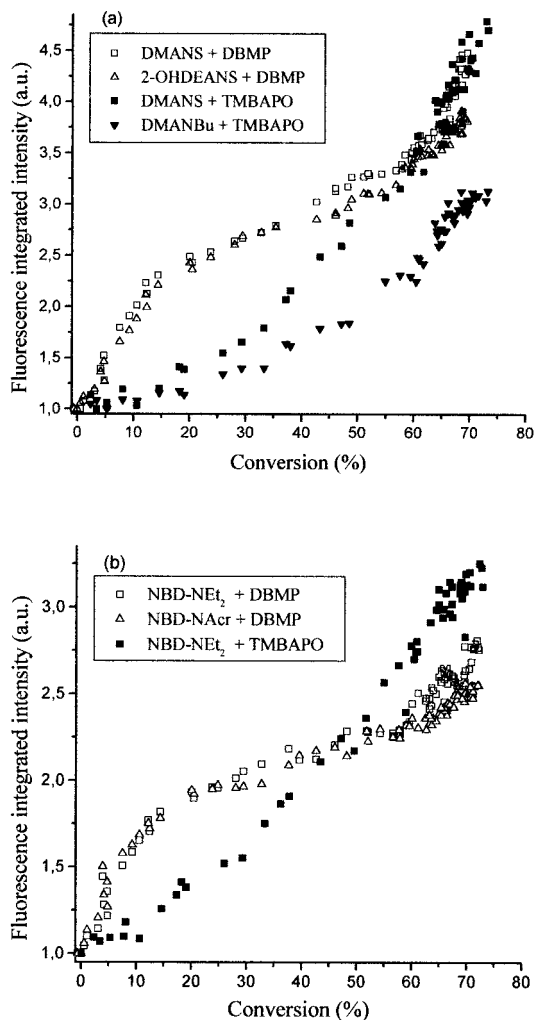 (a)
DMANS + DBMP
2-OHDEANS + DBMP
DMANS + TMBAPO
DMANBu + TMBAPO
Fluorescence integrated intensity (a.u.)
4,5
4,0
3,5
3,0
2,5
2,0
1,5
1,0
0 10 20 30 40 50 60 70 80
Conversion (%)
(b)
NBD-NEt₂ + DBMP
NBD-NAcr + DBMP
NBD-NEt₂ + TMBAPO
Fluorescence integrated intensity (a.u.)
3.0
2.5
2.0
1.5
1.0
0 10 20 30 40 50 60 70 80
Conversion (%)